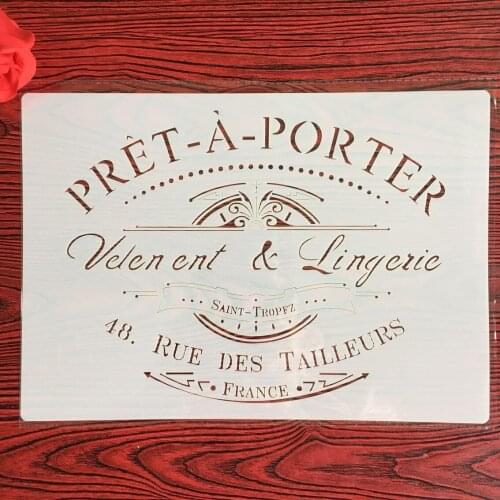 PRÊT-À-PORTER
Velen ent & Lingerie
SAINT-TROPEZ
48. RUE DES TAILLEURS
• FRANCE •